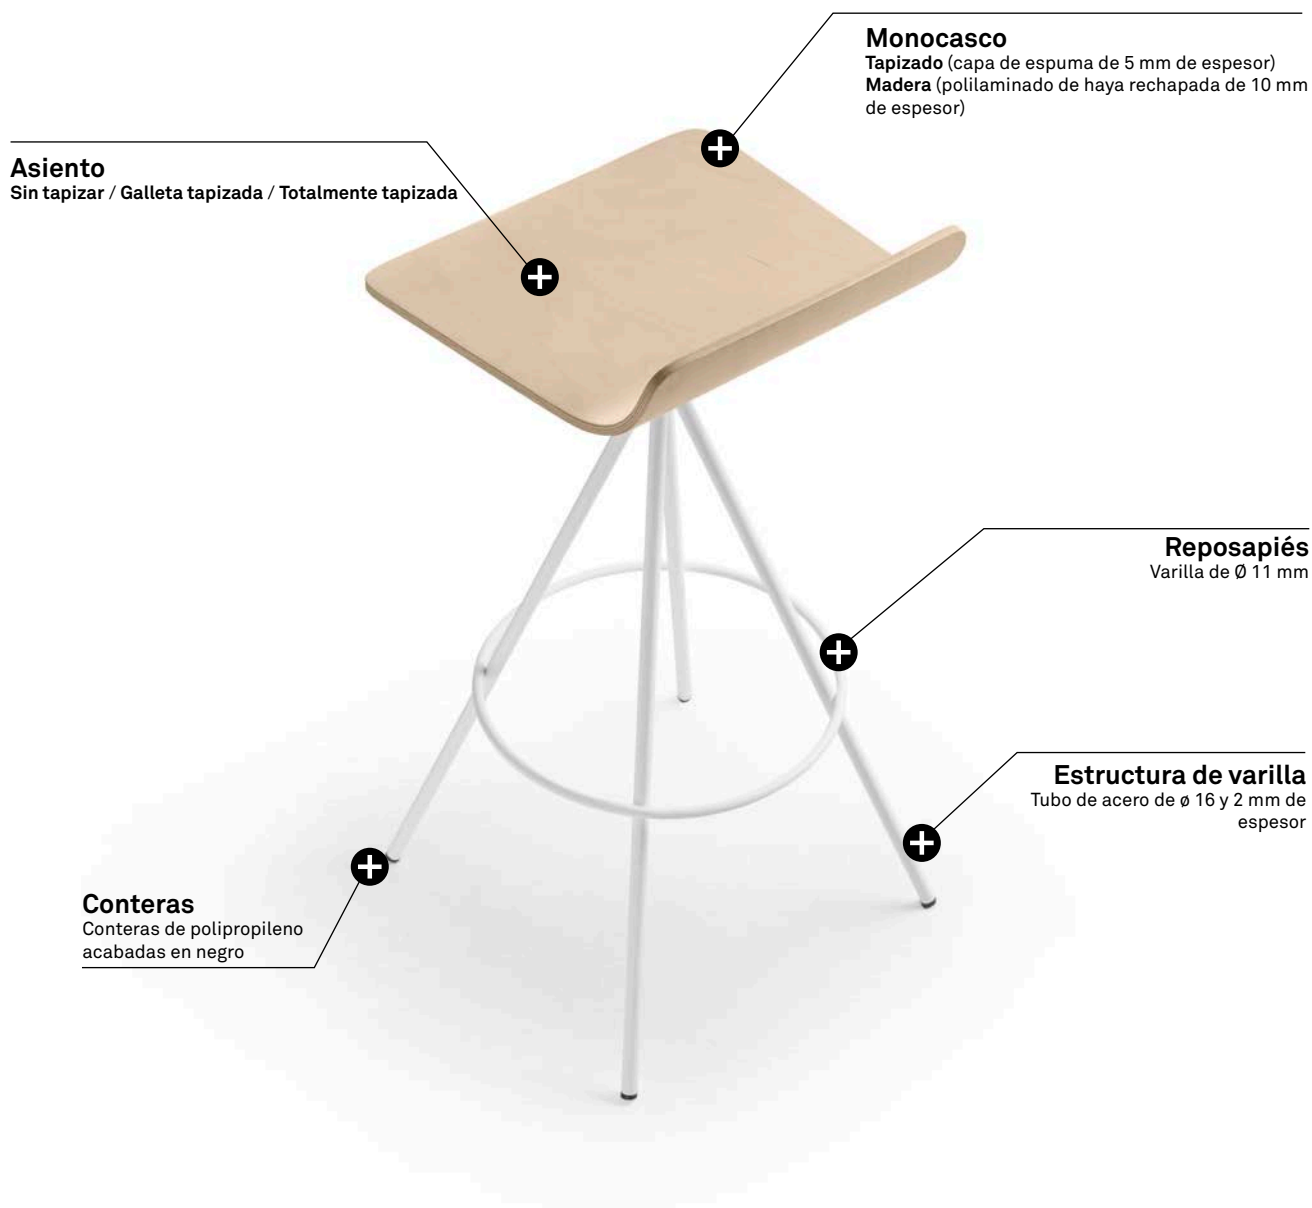 Monocasco
Tapizado (capa de espuma de 5 mm de espesor)
Madera (polilaminado de haya rechapada de 10 mm
de espesor)
Asiento
Sin tapizar / Galleta tapizada / Totalmente tapizada
Reposapiés
Varilla de Ø 11 mm
Estructura de varilla
Tubo de acero de ø 16 y 2 mm de
espesor
Conteras
Conteras de polipropileno
acabadas en negro